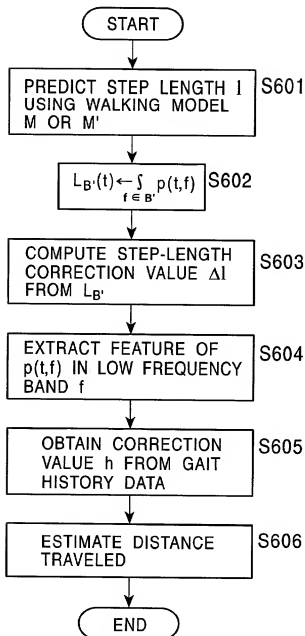 START
PREDICT STEP LENGTH l
USING WALKING MODEL
M OR M'
S601
L_B'(t) ← ∫_{f ∈ B'} p(t,f)
S602
COMPUTE STEP-LENGTH
CORRECTION VALUE Δl
FROM L_B'
S603
EXTRACT FEATURE OF
p(t,f) IN LOW FREQUENCY
BAND f
S604
OBTAIN CORRECTION
VALUE h FROM GAIT
HISTORY DATA
S605
ESTIMATE DISTANCE
TRAVELED
S606
END